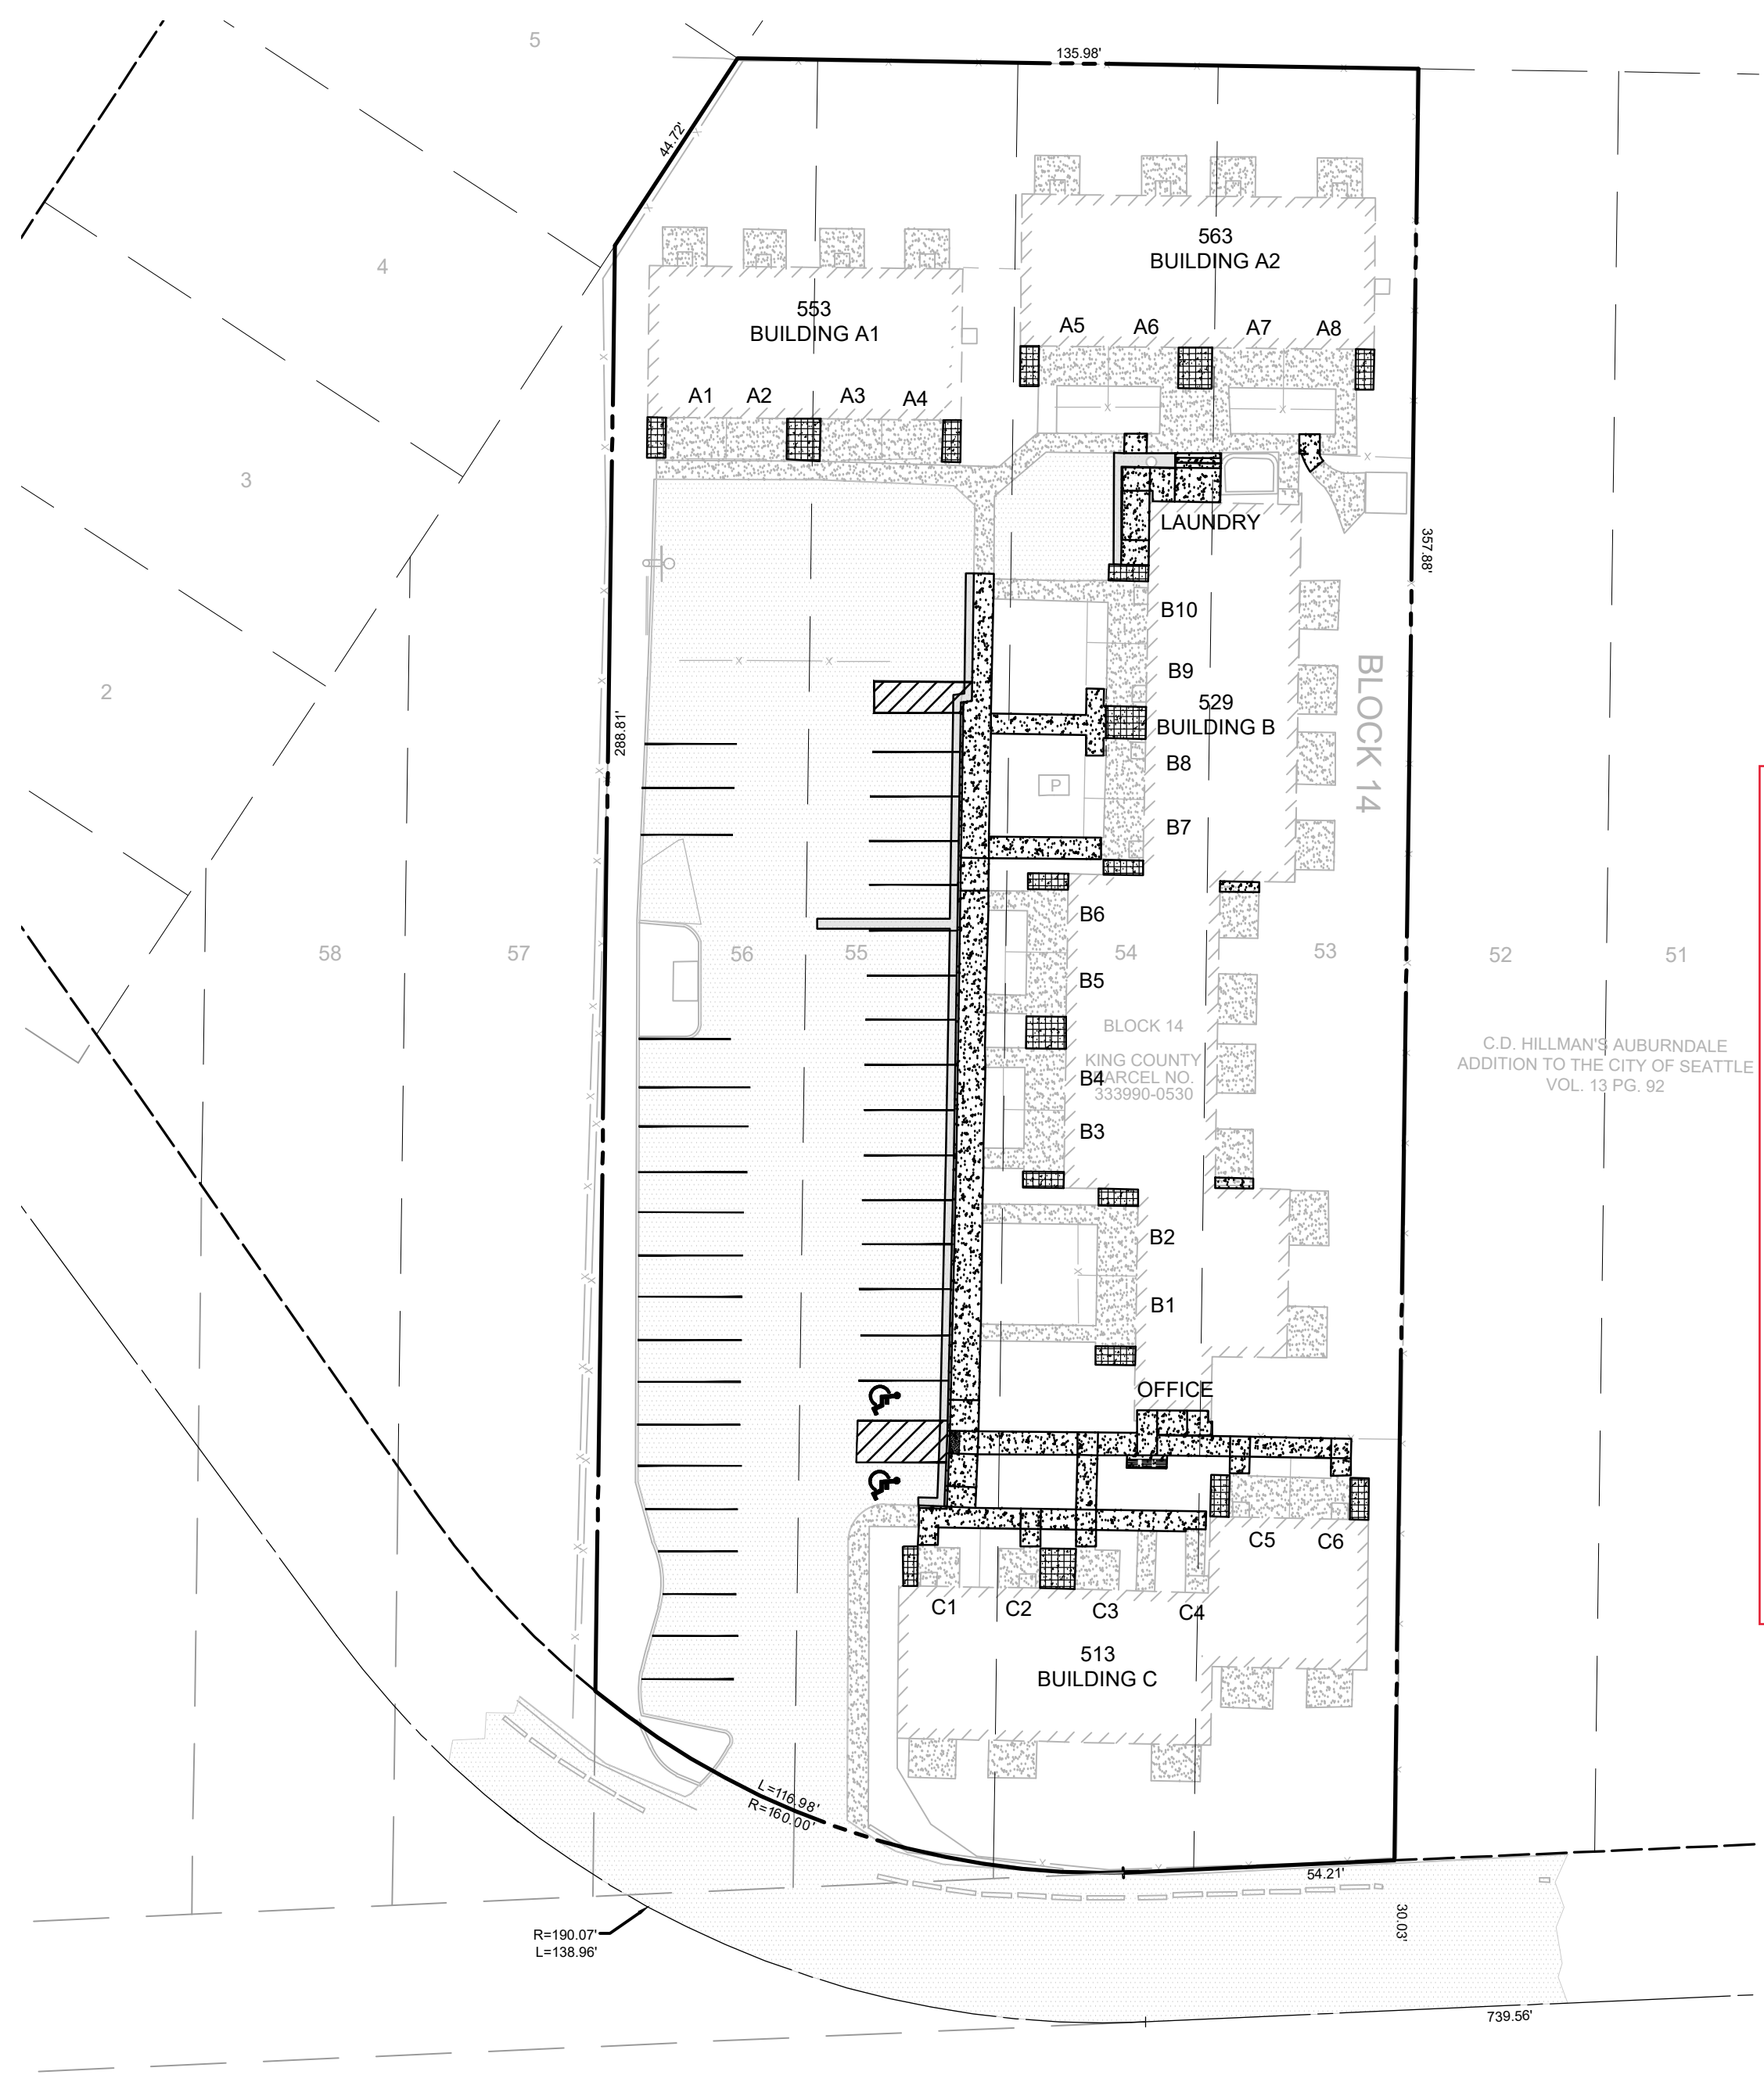 5
135.98'
44.72'
563
BUILDING A2
4
553
BUILDING A1
A5 A6 A7 A8
A1 A2 A3 A4
3
LAUNDRY
357.88'
B10
2
B9
BLOCK 14
529
BUILDING B
288.81'
B8
P
B7
B6
58 57 56 55 54 53 52 51
B5
BLOCK 14
KING COUNTY
PARCEL NO.
333990-0530
C.D. HILLMAN'S AUBURNDALE
ADDITION TO THE CITY OF SEATTLE
VOL. 13 PG. 92
B4
B3
B2
B1
OFFICE
C5 C6
C1 C2 C3 C4
513
BUILDING C
L=116.98'
R=160.00'
54.21'
30.03'
R=190.07'
L=138.96'
739.56'